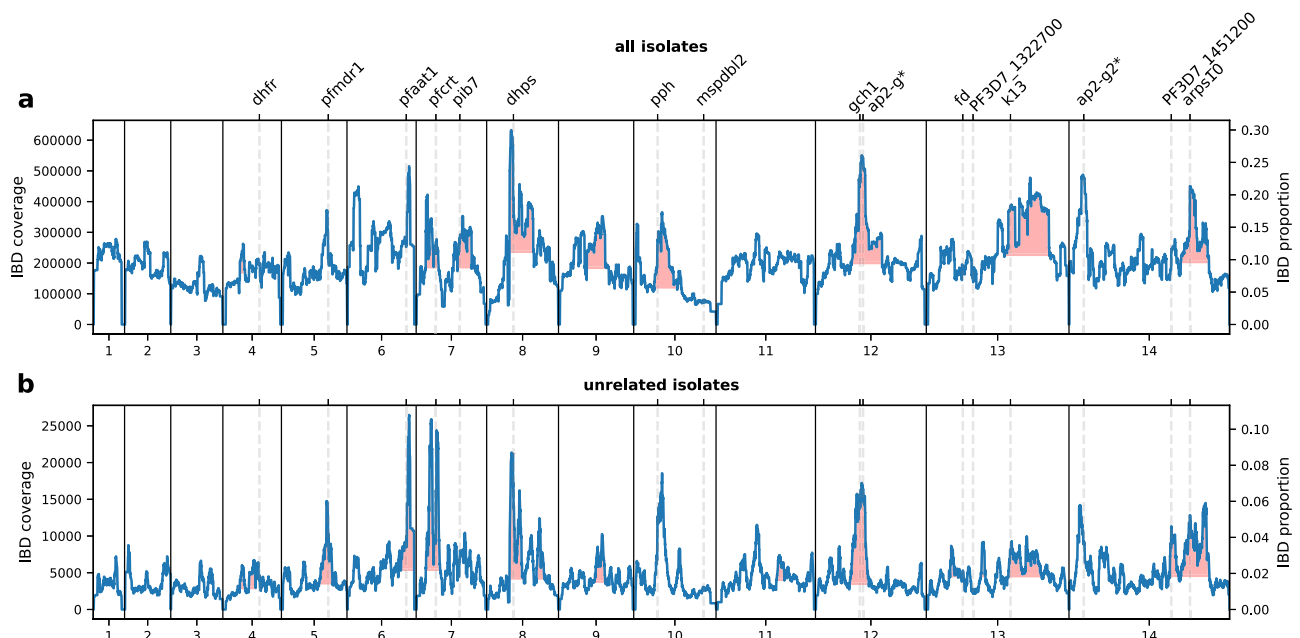 all isolates
a
dhfr
pfmdr1
pfaat1
pfcrt
pib7
dhps
pph
mspdbl2
gch1
ap2-g*
fd
PF3D7_1322700
k13
ap2-g2*
PF3D7_1451200
arps10
IBD coverage
600000
500000
400000
300000
200000
100000
0
0.30
0.25
0.20
0.15
0.10
0.05
0.00
IBD proportion
1 2 3 4 5 6 7 8 9 10 11 12 13 14
b
unrelated isolates
IBD coverage
25000
20000
15000
10000
5000
0
0.10
0.08
0.06
0.04
0.02
0.00
IBD proportion
1 2 3 4 5 6 7 8 9 10 11 12 13 14